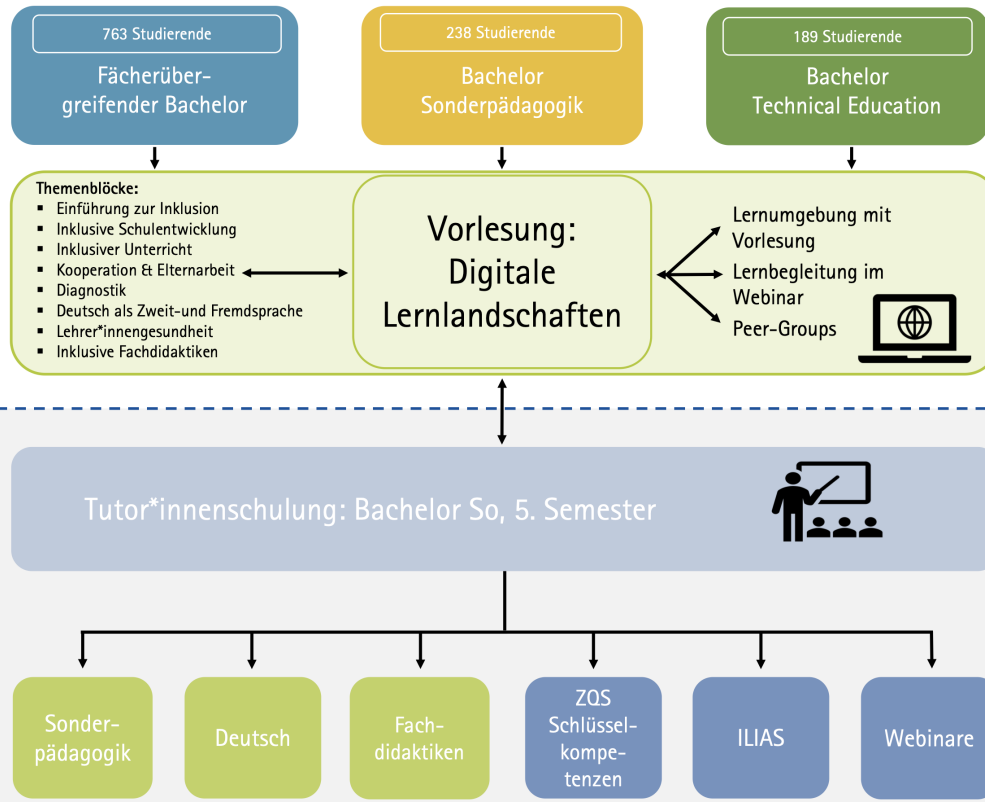 763 Studierende
Fächerüber-
greifender Bachelor
238 Studierende
Bachelor
Sonderpädagogik
189 Studierende
Bachelor
Technical Education
Themenblöcke:
▪ Einführung zur Inklusion
▪ Inklusive Schulentwicklung
▪ Inklusiver Unterricht
▪ Kooperation & Elternarbeit
▪ Diagnostik
▪ Deutsch als Zweit-und Fremdsprache
▪ Lehrer*innengesundheit
▪ Inklusive Fachdidaktiken
Vorlesung:
Digitale
Lernlandschaften
Lernumgebung mit
Vorlesung
Lernbegleitung im
Webinar
Peer-Groups
Tutor*innenschulung: Bachelor So, 5. Semester
Sonder-
pädagogik
Deutsch
Fach-
didaktiken
ZQS
Schlüssel-
kompe-
tenzen
ILIAS
Webinare